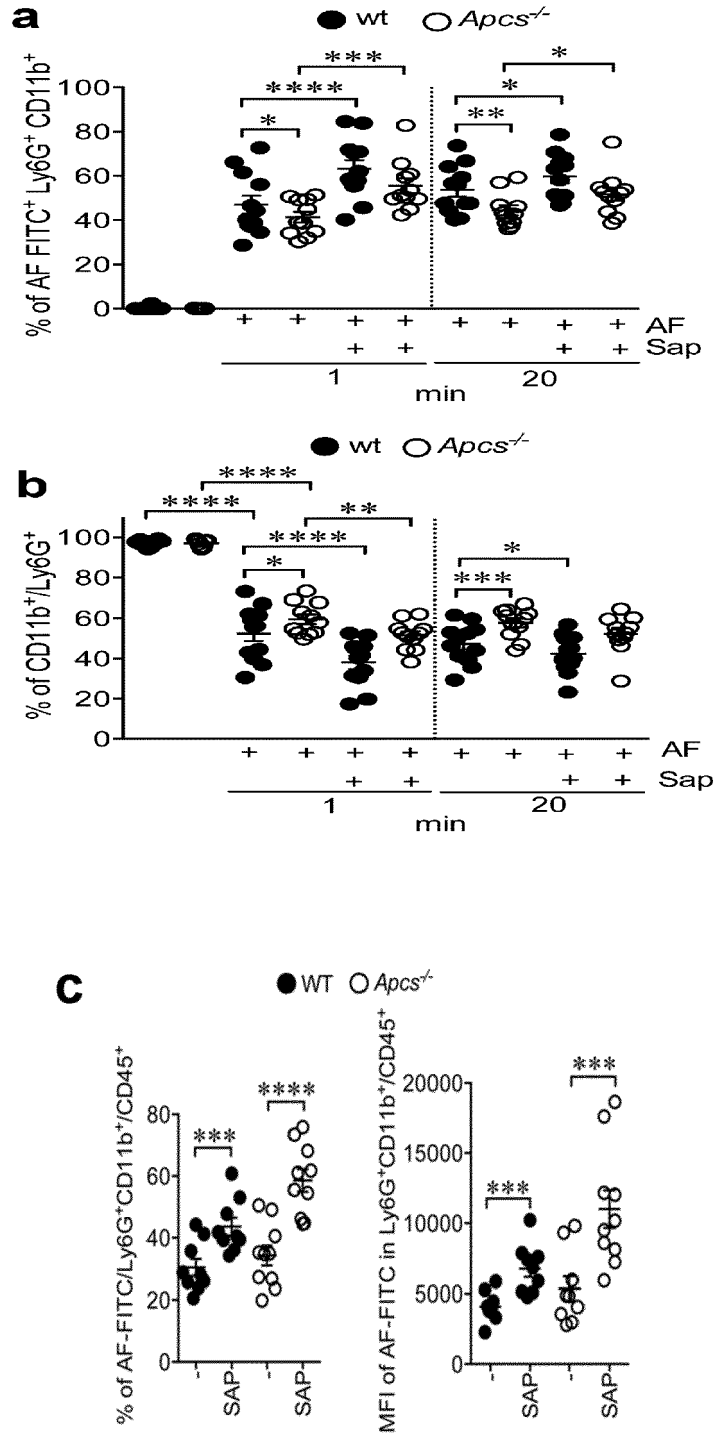 a
wt Apcs-/-
*** *
**** *
* **
% of AF FITC+ Ly6G+ CD11b+
100
80
60
40
20
0
+ + + + + + + + AF
+ + + + Sap
1 20
min
wt Apcs-/-
b
****
**** **
**** *
* ***
% of CD11b+/Ly6G+
100
80
60
40
20
0
+ + + + + + + + AF
+ + + + Sap
1 20
min
c
WT Apcs-/-
% of AF-FITC/Ly6G+CD11b+/CD45+
80
60
40
20
0
*** ****
- SAP - SAP
MFI of AF-FITC in Ly6G+CD11b+/CD45+
20000
15000
10000
5000
0
*** ***
- SAP - SAP